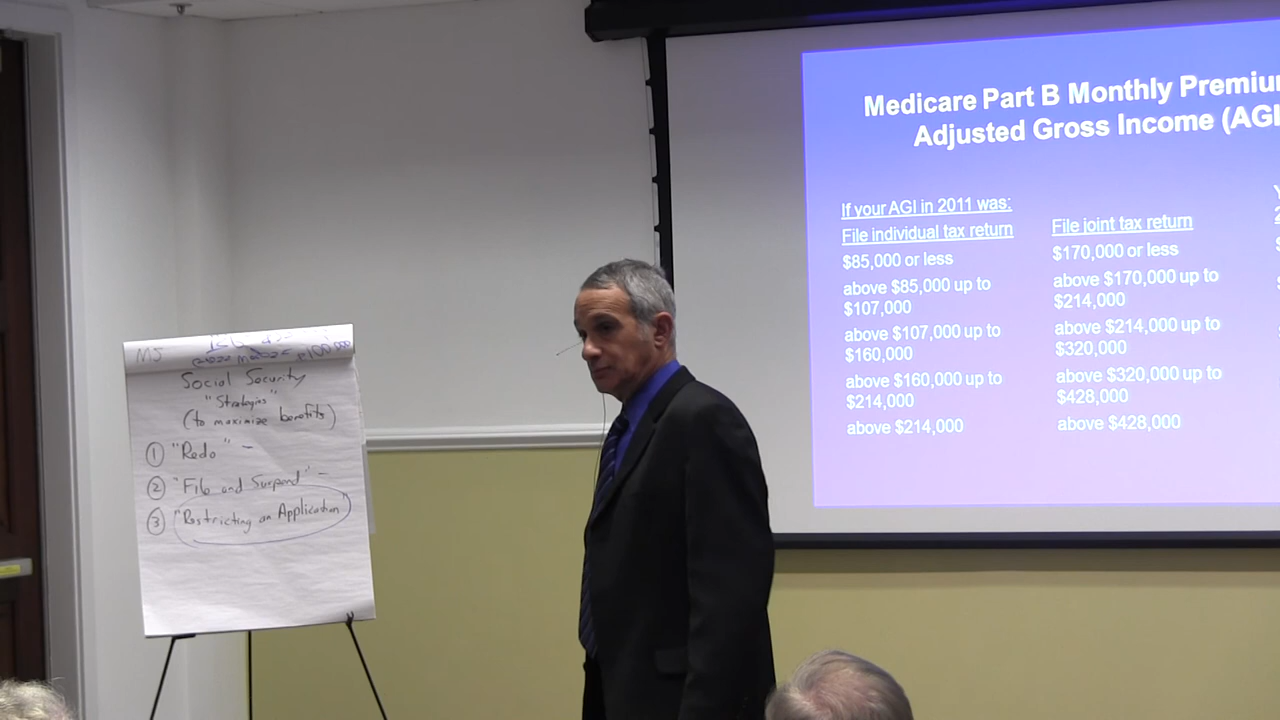 MJ
$100,000
Social Security
"Strategies"
(to maximize benefits)
① "Redo" -
② "File and Suspend" -
③ "Restricting an Application"
Medicare Part B Monthly Premiu
Adjusted Gross Income (AGI
If your AGI in 2011 was:
File individual tax return
$85,000 or less
above $85,000 up to
$107,000
above $107,000 up to
$160,000
above $160,000 up to
$214,000
above $214,000
File joint tax return
$170,000 or less
above $170,000 up to
$214,000
above $214,000 up to
$320,000
above $320,000 up to
$428,000
above $428,000